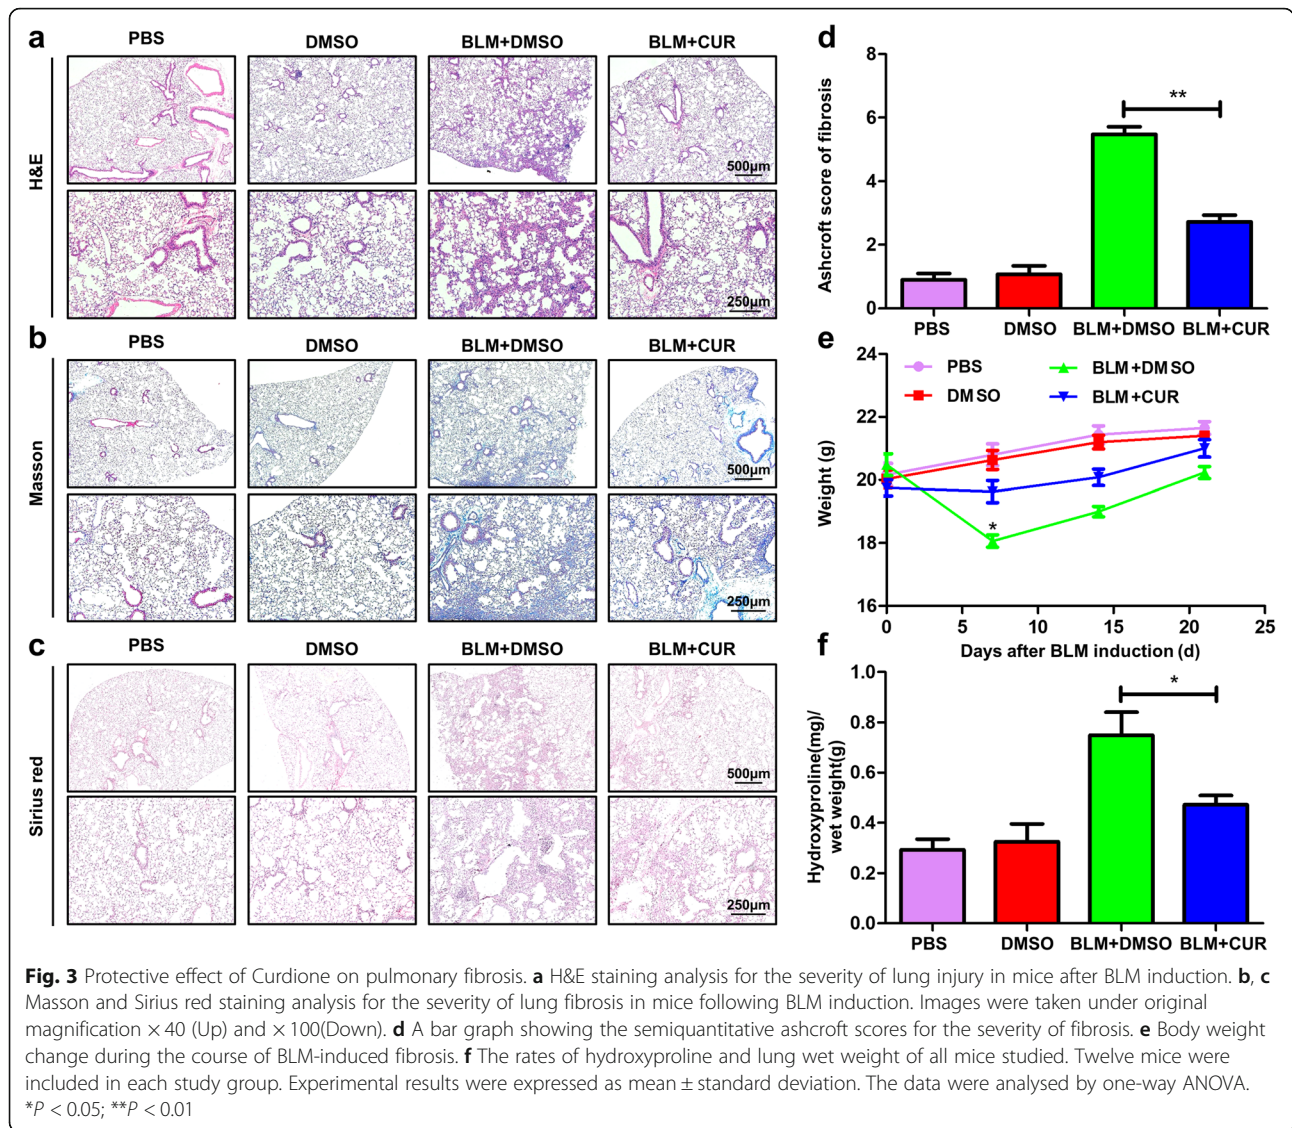 a
PBS
DMSO
BLM+DMSO
BLM+CUR
H&E
500μm
250μm
b
PBS
DMSO
BLM+DMSO
BLM+CUR
Masson
500μm
250μm
c
PBS
DMSO
BLM+DMSO
BLM+CUR
Sirius red
500μm
250μm
d
Ashcroft score of fibrosis
8
6
4
2
0
**
PBS
DMSO
BLM+DMSO
BLM+CUR
e
Weight (g)
24
22
20
18
16
PBS
DMSO
BLM+DMSO
BLM+CUR
*
0
5
10
15
20
25
Days after BLM induction (d)
f
Hydroxyproline(mg)/
wet weight(g)
1.0
0.8
0.6
0.4
0.2
0.0
*
PBS
DMSO
BLM+DMSO
BLM+CUR
Fig. 3 Protective effect of Curdione on pulmonary fibrosis. a H&E staining analysis for the severity of lung injury in mice after BLM induction. b, c
Masson and Sirius red staining analysis for the severity of lung fibrosis in mice following BLM induction. Images were taken under original
magnification × 40 (Up) and × 100(Down). d A bar graph showing the semiquantitative ashcroft scores for the severity of fibrosis. e Body weight
change during the course of BLM-induced fibrosis. f The rates of hydroxyproline and lung wet weight of all mice studied. Twelve mice were
included in each study group. Experimental results were expressed as mean ± standard deviation. The data were analysed by one-way ANOVA.
*P < 0.05; **P < 0.01